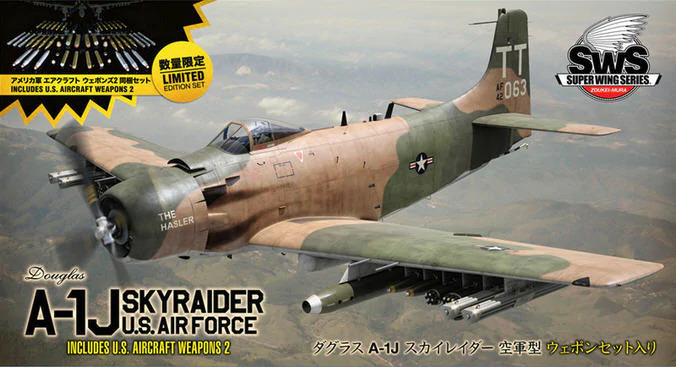 アメリカ軍 エアクラフト ウェポンズ2 同梱セット
INCLUDES U.S. AIRCRAFT WEAPONS 2
数量限定
LIMITED
EDITION SET
SWS
SUPER WING SERIES.
ZOUKEI-MURA
TT
AF
42
063
THE
HASLER
Douglas
A-1J SKYRAIDER
U.S. AIR FORCE
INCLUDES U.S. AIRCRAFT WEAPONS 2
ダグラス A-1J スカイレイダー 空軍型 ウェポンセット入り